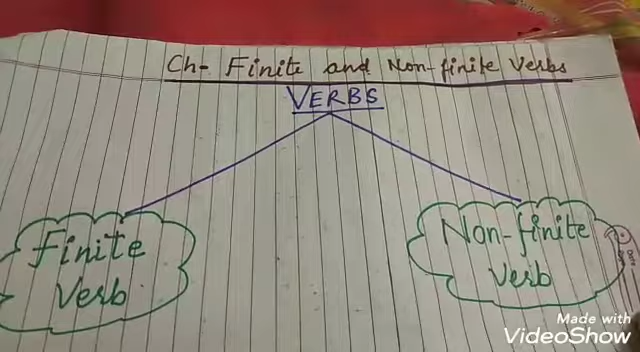 Ch- Finite and Non-finite Verbs
VERBS
Finite
Verb
Non-finite
Verb
Made with
VideoShow